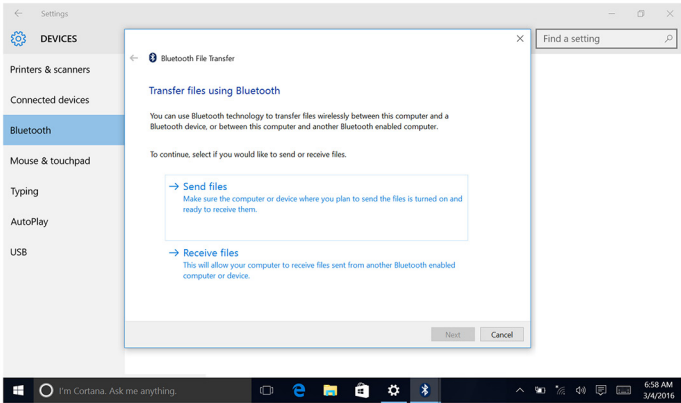 Settings
DEVICES
Find a setting
Printers & scanners
Connected devices
Bluetooth
Mouse & touchpad
Typing
AutoPlay
USB
Bluetooth File Transfer
Transfer files using Bluetooth
You can use Bluetooth technology to transfer files wirelessly between this computer and a
Bluetooth device, or between this computer and another Bluetooth enabled computer.
To continue, select if you would like to send or receive files.
Send files
Make sure the computer or device where you plan to send the files is turned on and
ready to receive them.
Receive files
This will allow your computer to receive files sent from another Bluetooth enabled
computer or device.
Next
Cancel
I'm Cortana. Ask me anything.
6:58 AM
3/4/2016